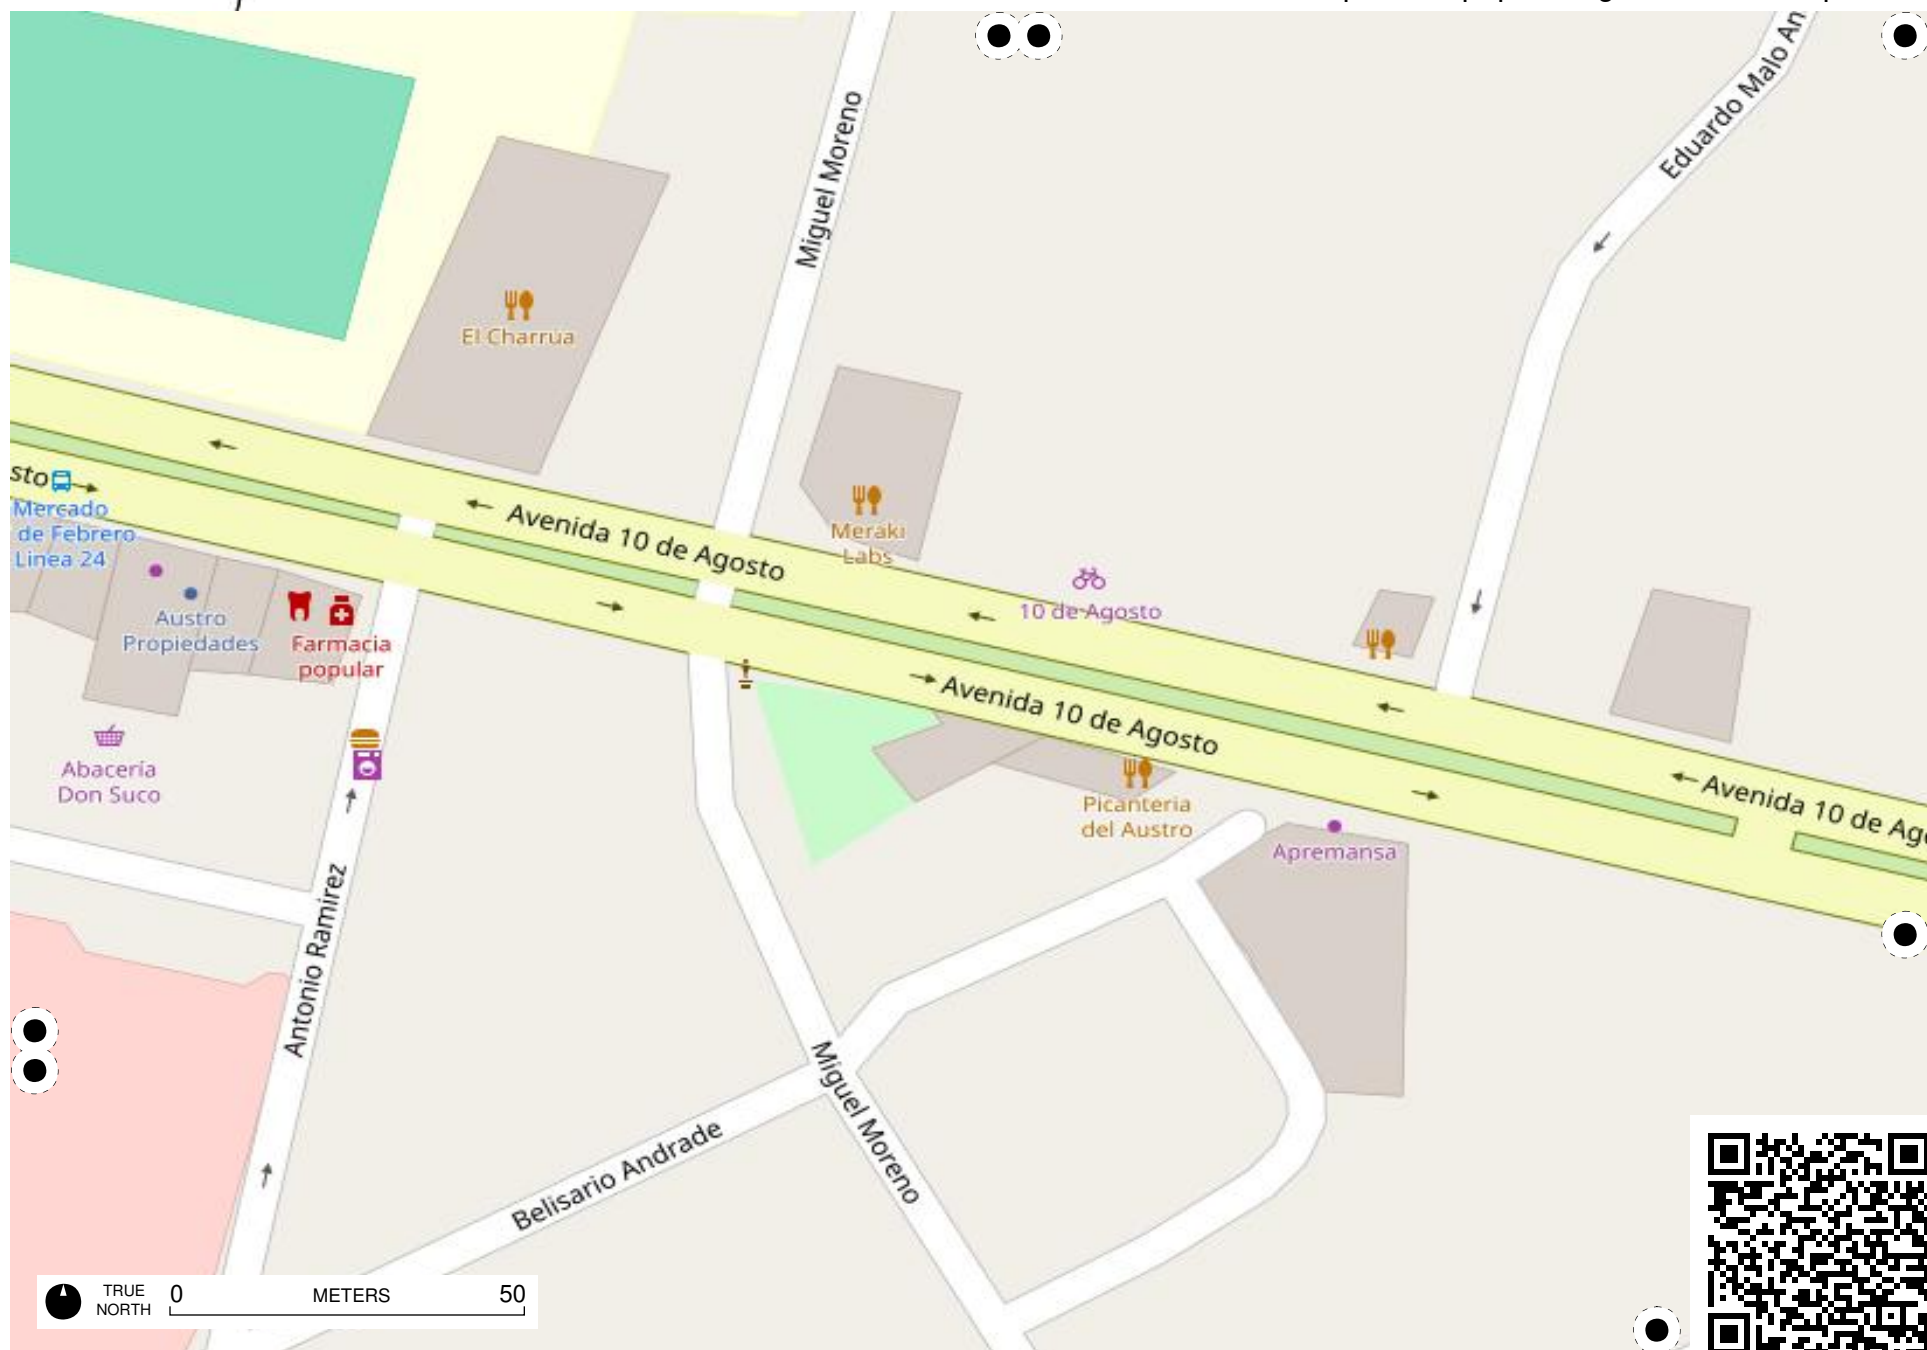 Miguel Moreno
Eduardo Malo An
El Charrúa
sto
Mercado
de Febrero
Linea 24
Avenida 10 de Agosto
Meraki
Labs
10 de Agosto
Austro
Propiedades
Farmacia
popular
Avenida 10 de Agosto
Abacería
Don Suco
Picanteria
del Austro
Avenida 10 de Ago
Apremansa
Antonio Ramirez
Miguel Moreno
Belisario Andrade
TRUE
NORTH
0 METERS 50